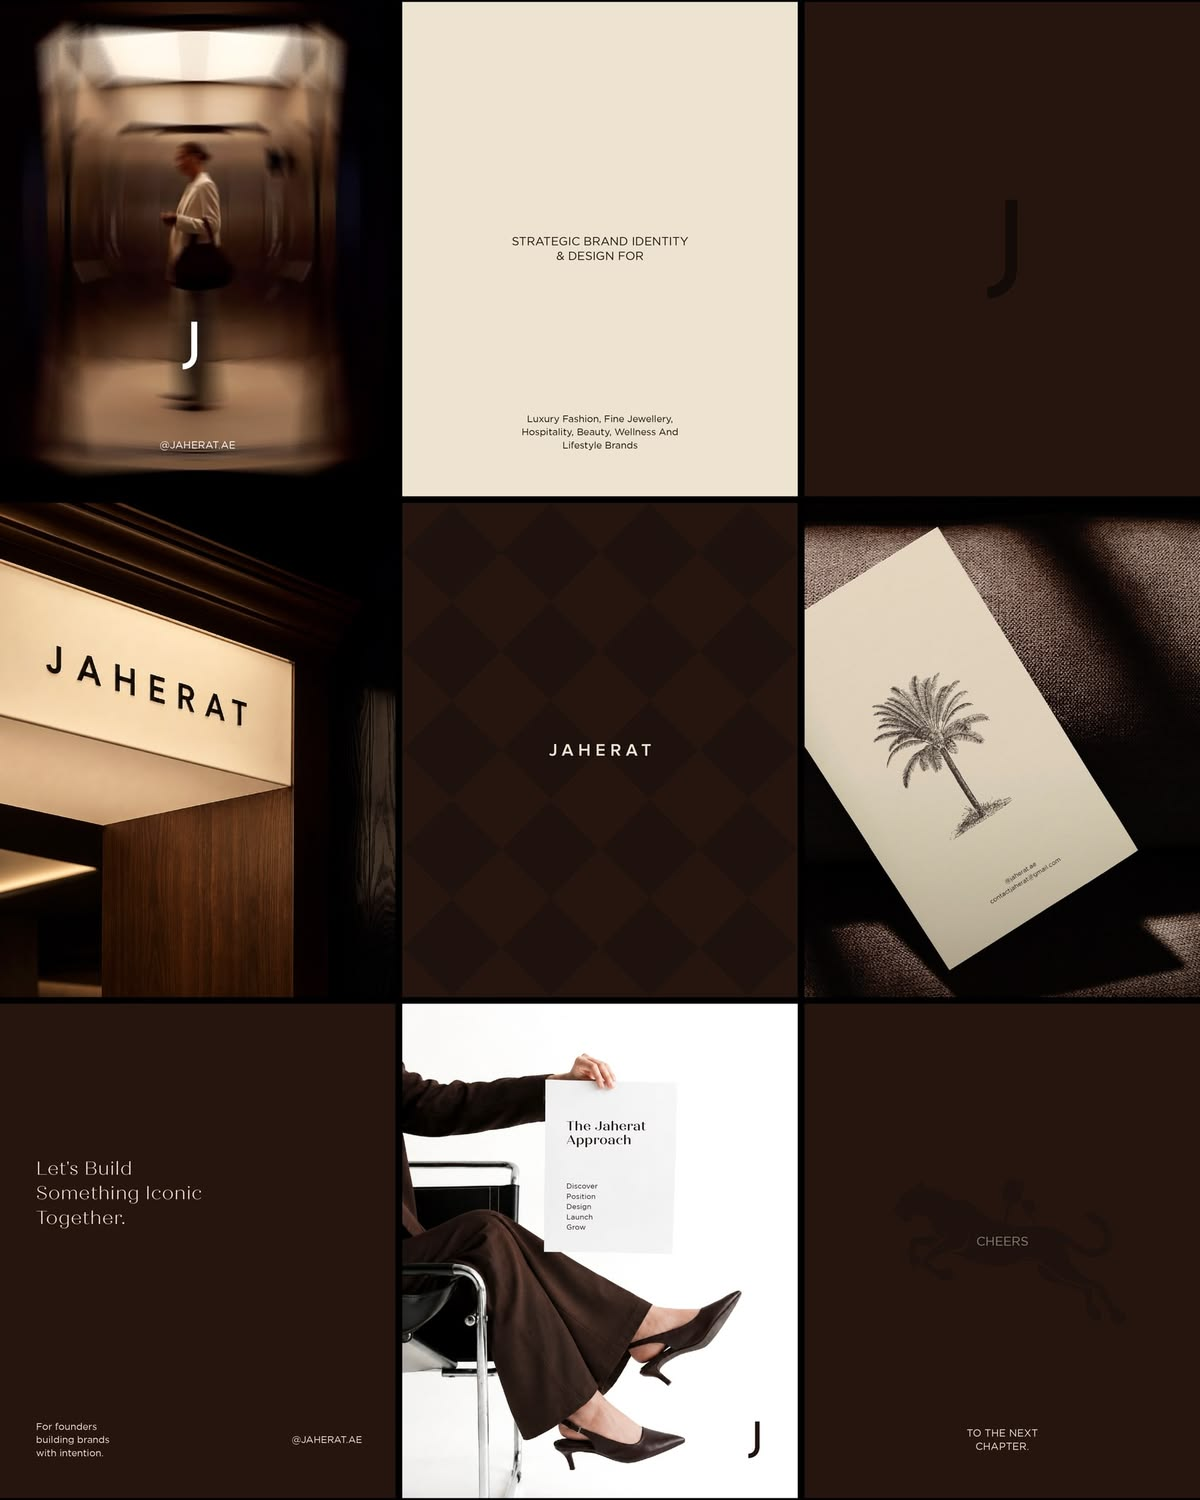 J
@JAHERAT.AE
STRATEGIC BRAND IDENTITY
& DESIGN FOR
Luxury Fashion, Fine Jewellery,
Hospitality, Beauty, Wellness And
Lifestyle Brands
J
JAHERAT
JAHERAT
@jaherat.ae
contactjaherat@gmail.com
Let's Build
Something Iconic
Together.
For founders
building brands
with intention.
@JAHERAT.AE
The Jaherat
Approach
Discover
Position
Design
Launch
Grow
J
CHEERS
TO THE NEXT
CHAPTER.